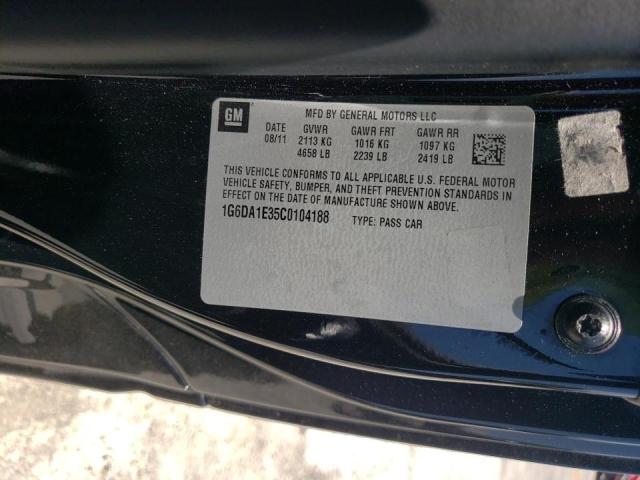 GM
MFD BY GENERAL MOTORS LLC
DATE GVWR GAWR FRT GAWR RR
08/11 2113 KG 1016 KG 1097 KG
4658 LB 2239 LB 2419 LB
THIS VEHICLE CONFORMS TO ALL APPLICABLE U.S. FEDERAL MOTOR
VEHICLE SAFETY, BUMPER, AND THEFT PREVENTION STANDARDS IN
EFFECT ON THE DATE OF MANUFACTURE SHOWN ABOVE.
1G6DA1E35C0104188 TYPE: PASS CAR